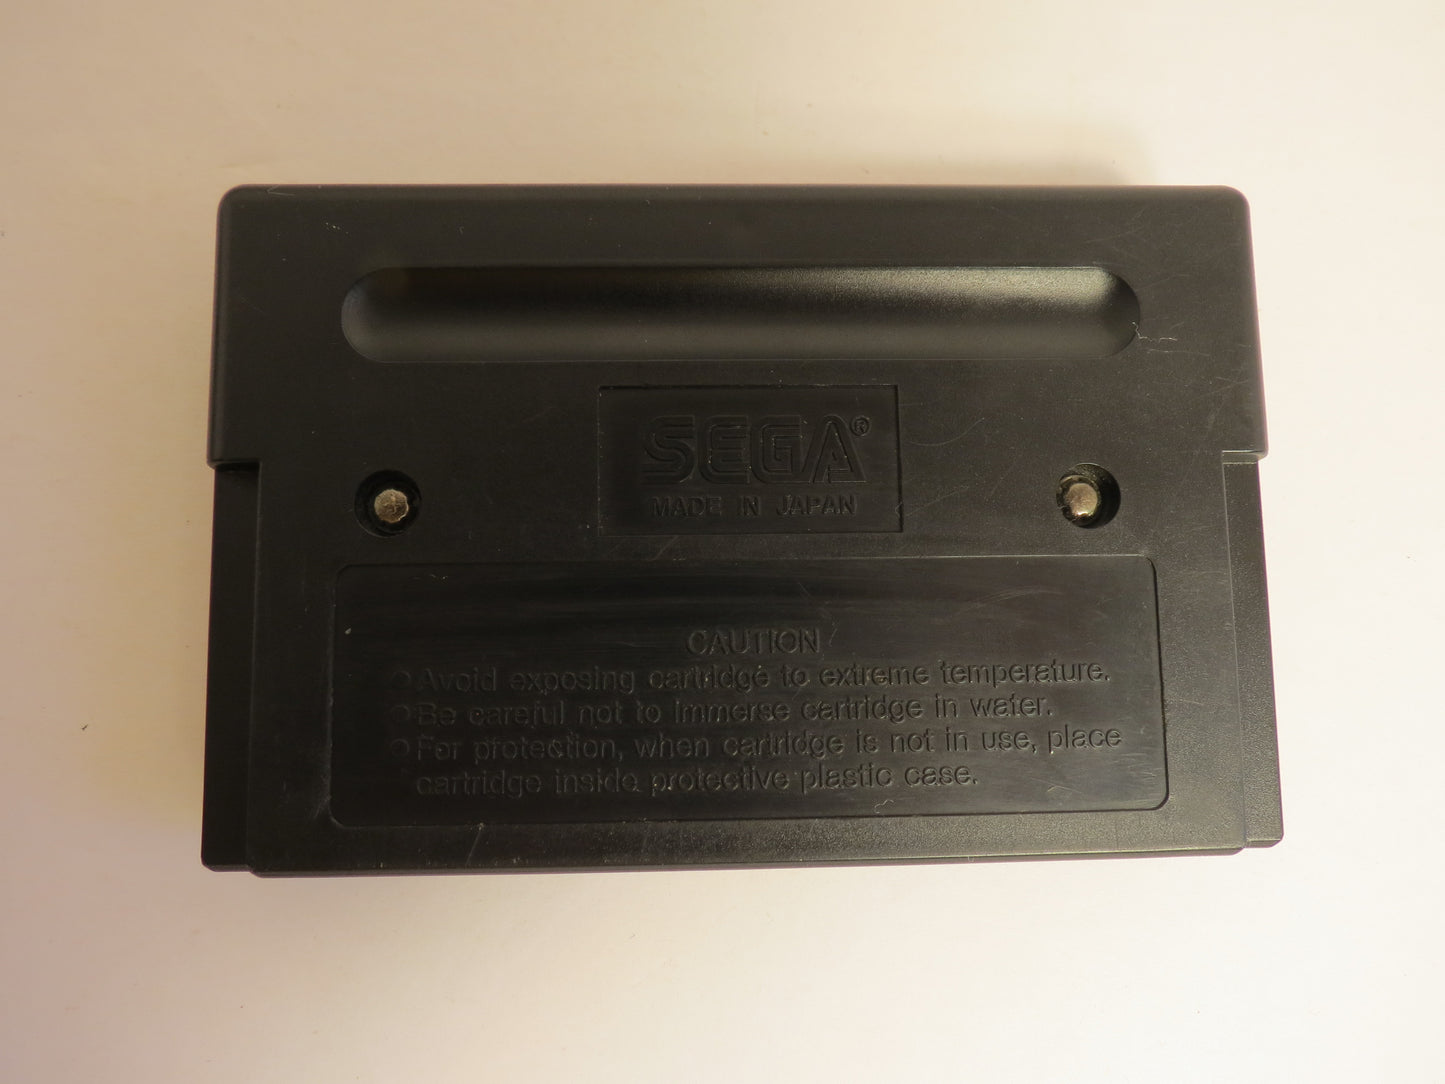 SEGA®
MADE IN JAPAN
CAUTION
○Avoid exposing cartridge to extreme temperature.
○Be careful not to immerse cartridge in water.
○For protection, when cartridge is not in use, place
cartridge inside protective plastic case.